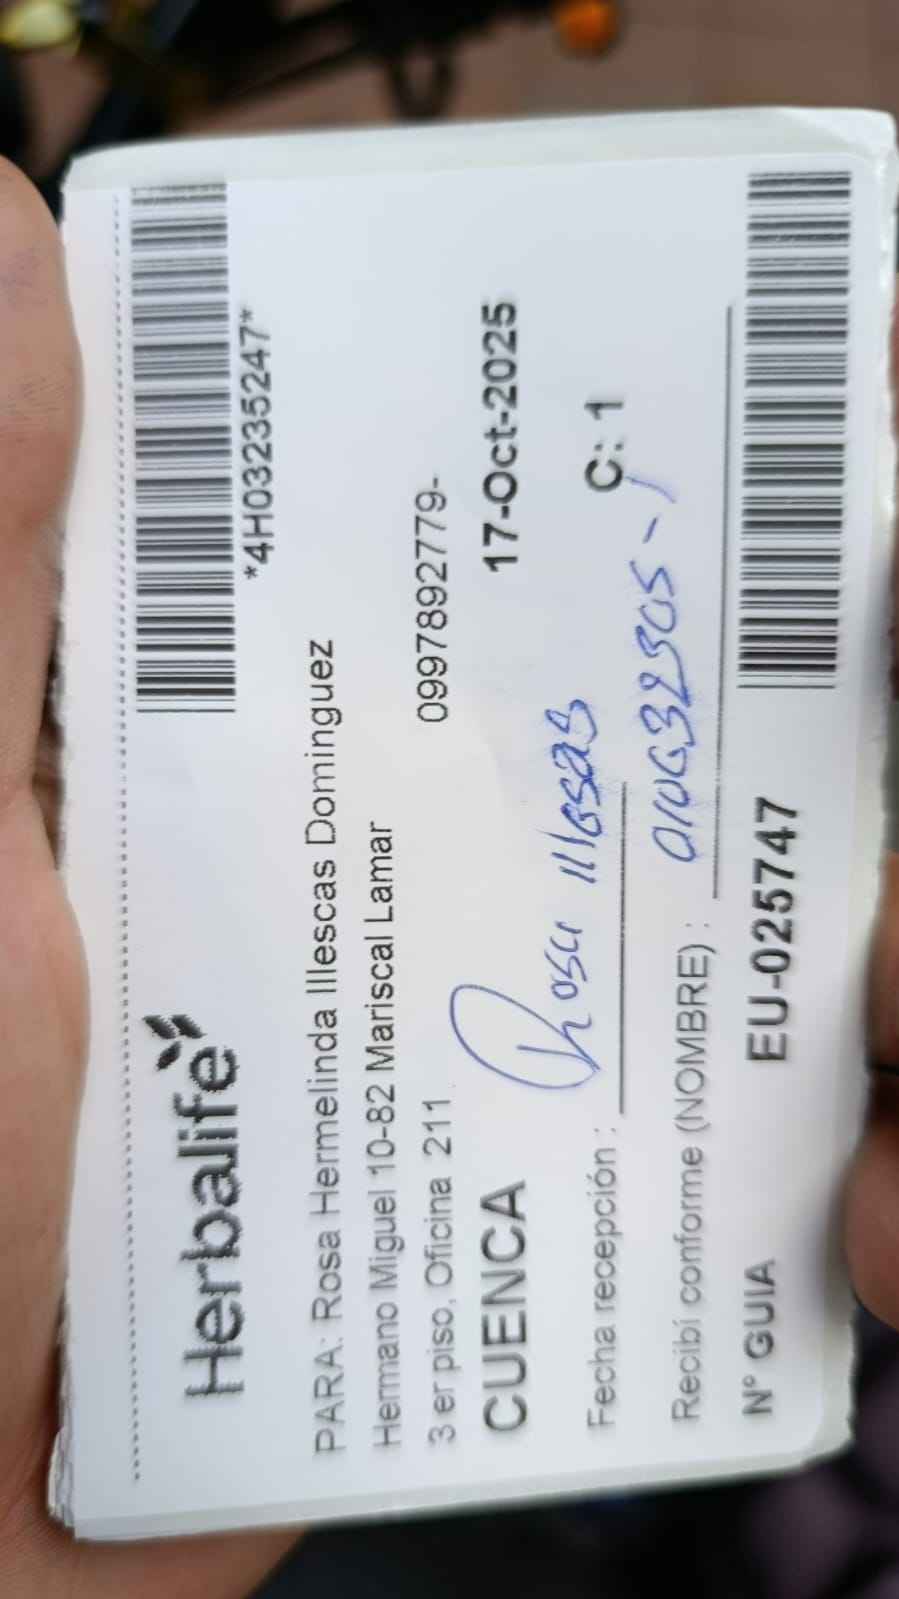 Herbalife
*4H03235247*
PARA: Rosa Hermelinda Illescas Dominguez
Hermano Miguel 10-82 Mariscal Lamar
3 er piso, Oficina 211 0997892779-
CUENCA 17-Oct-2025
Rosa Illescas
Fecha recepción : C: 1
Recibí conforme (NOMBRE) :
N° GUIA EU-025747